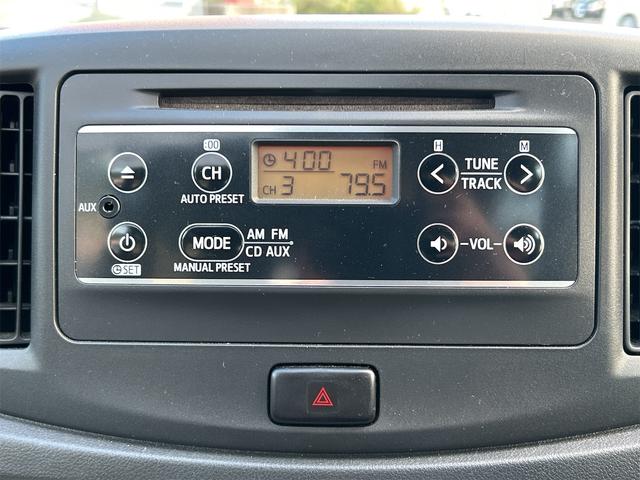 :00
H
M
4:00
FM
CH 3
79.5
CH
AUTO PRESET
TUNE
TRACK
AUX
MODE
AM FM
CD AUX
MANUAL PRESET
SET
-VOL-